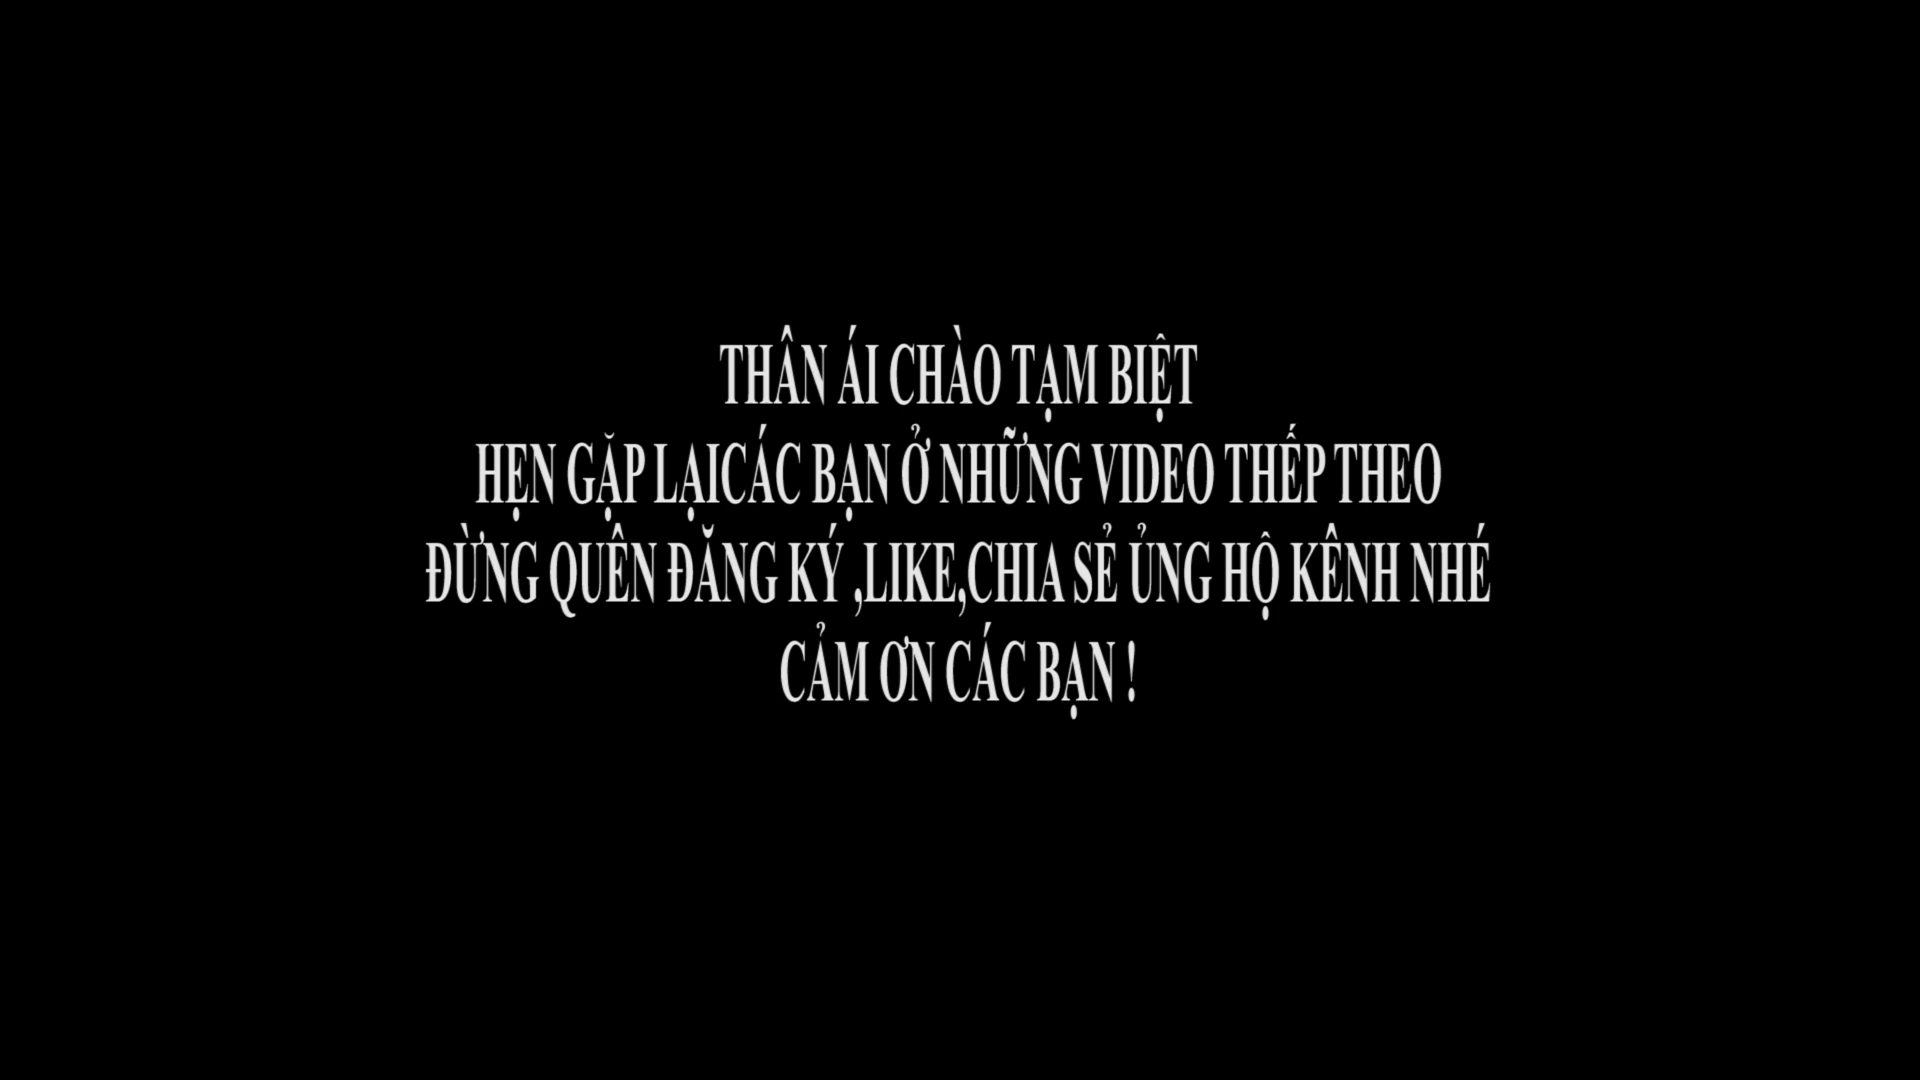 THÂN ÁI CHÀO TẠM BIỆT
HẸN GẶP LẠICÁC BẠN Ở NHỮNG VIDEO THẾP THEO
ĐỪNG QUÊN ĐĂNG KÝ ,LIKE,CHIA SẺ ỦNG HỘ KÊNH NHÉ
CẢM ƠN CÁC BẠN !